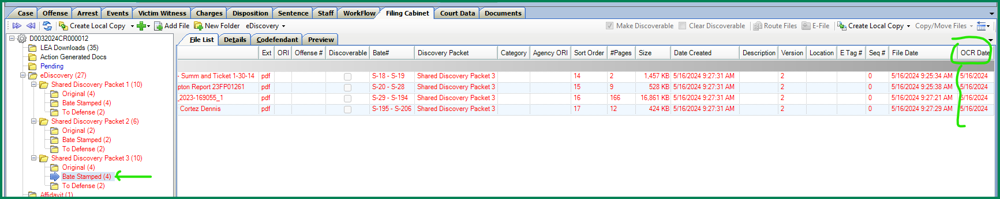 Case Offense Arrest Events Victim Witness Charges Disposition Sentence Staff WorkFlow Filing Cabinet Court Data Documents
Create Local Copy Add File New Folder eDiscovery Make Discoverable Clear Discoverable Route Files E-File Create Local Copy Copy/Move Files
D0032024CR000012
LEA Downloads (35)
Action Generated Docs
Pending
eDiscovery (27)
Shared Discovery Packet 1 (10)
Original (4)
Bate Stamped (4)
To Defense (2)
Shared Discovery Packet 2 (6)
Original (2)
Bate Stamped (2)
To Defense (2)
Shared Discovery Packet 3 (10)
Original (4)
Bate Stamped (4)
To Defense (2)
Affidavit (1)
File List Details Codefendant Preview
Ext ORI Offense # Discoverable Bate# Discovery Packet Category Agency ORI Sort Order #Pages Size Date Created Description Version Location E Tag # Seq # File Date OCR Date
- Summ and Ticket 1-30-14 pdf S-18 - S-19 Shared Discovery Packet 3 14 2 1,457 KB 5/16/2024 9:27:31 AM 2 0 5/16/2024 9:25:34 AM 5/16/2024
pton Report 23FP01261 pdf S-20 - S-28 Shared Discovery Packet 3 15 9 528 KB 5/16/2024 9:27:31 AM 2 0 5/16/2024 9:25:38 AM 5/16/2024
_2023-169055_1 pdf S-29 - S-194 Shared Discovery Packet 3 16 166 16,861 KB 5/16/2024 9:27:31 AM 2 0 5/16/2024 9:27:21 AM 5/16/2024
Cortez Dennis pdf S-195 - S-206 Shared Discovery Packet 3 17 12 424 KB 5/16/2024 9:27:31 AM 2 0 5/16/2024 9:27:29 AM 5/16/2024